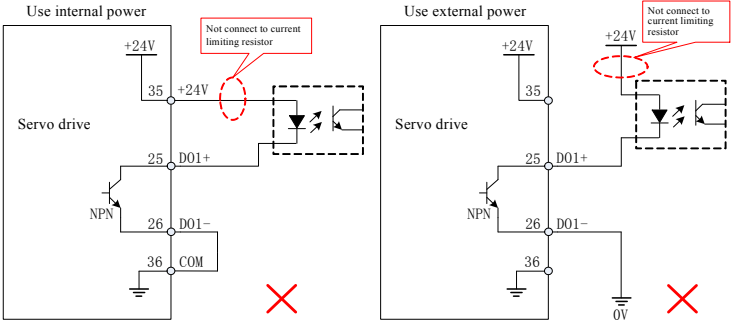 Use internal power
Not connect to current
limiting resistor
+24V
35
+24V
Servo drive
25
DO1+
NPN
26
DO1-
36
COM
Use external power
Not connect to
current limiting
resistor
+24V
+24V
35
Servo drive
25
DO1+
NPN
26
DO1-
36
0V